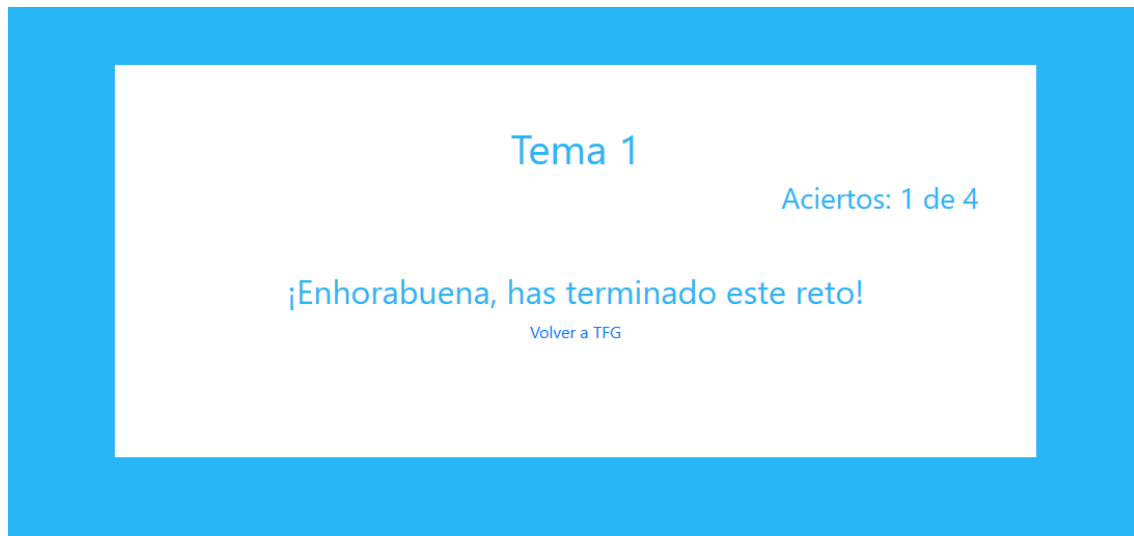 Tema 1
Aciertos: 1 de 4
¡Enhorabuena, has terminado este reto!
Volver a TFG